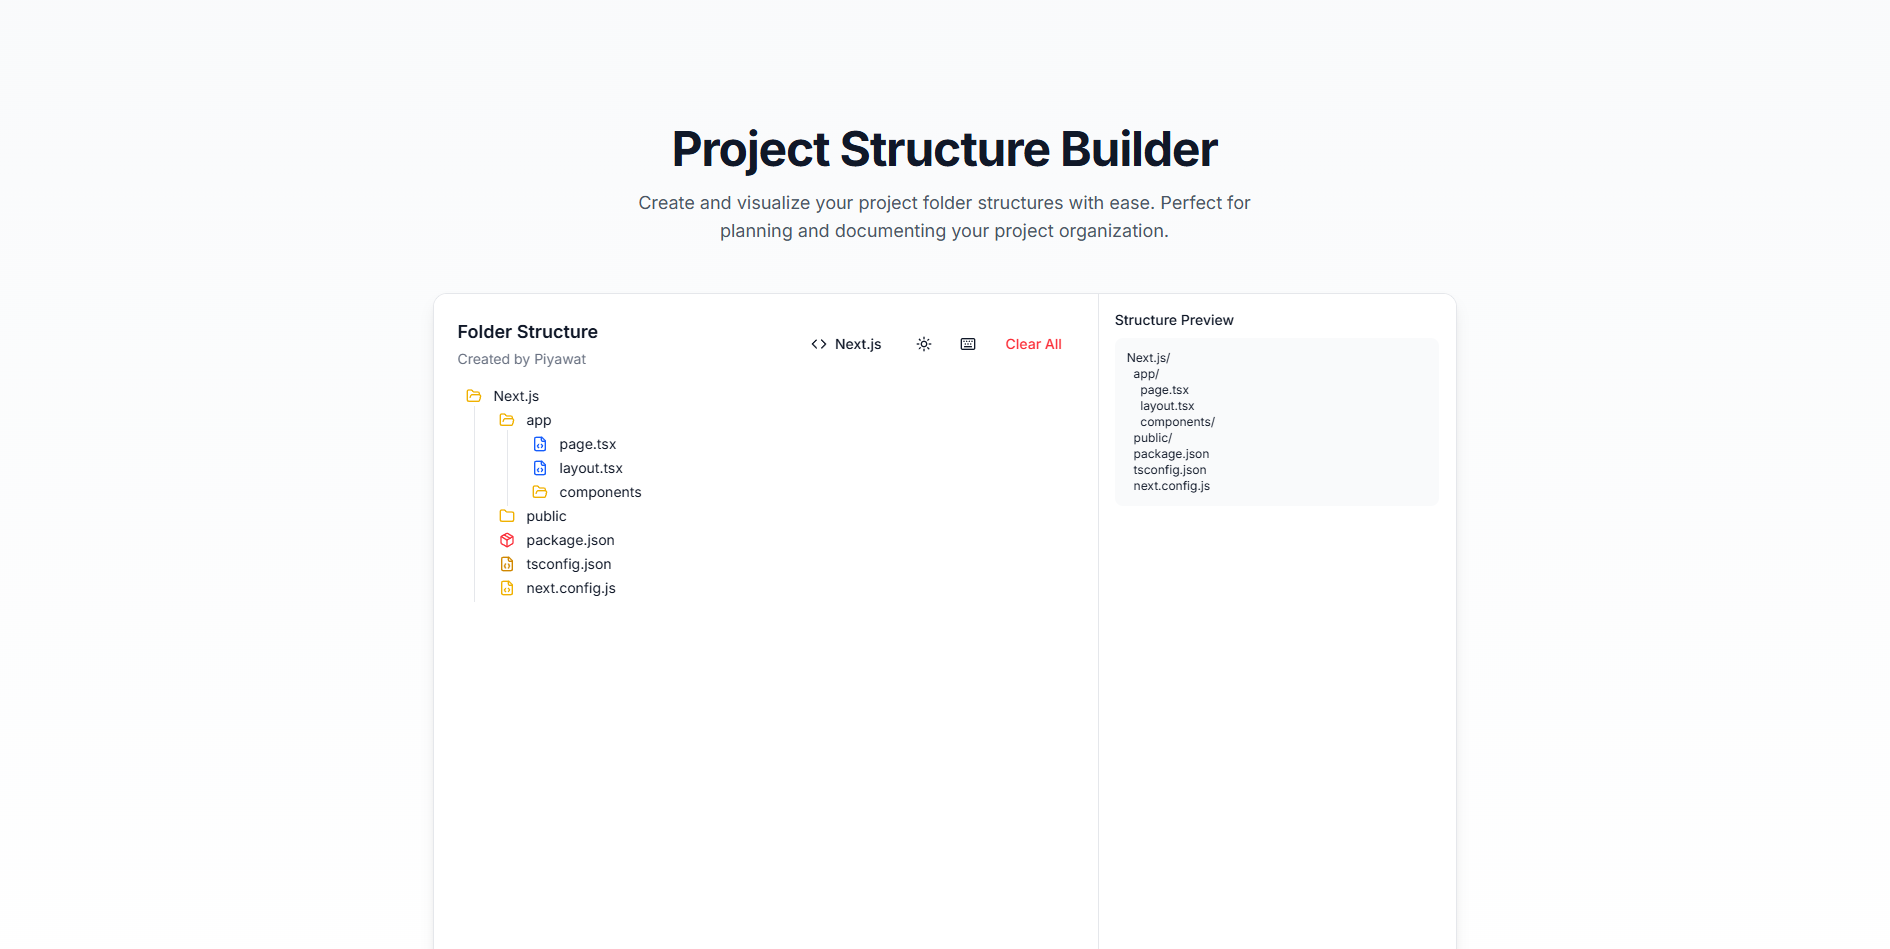 Project Structure Builder
Create and visualize your project folder structures with ease. Perfect for
planning and documenting your project organization.
Folder Structure
Created by Piyawat
Next.js
Clear All
Next.js
app
page.tsx
layout.tsx
components
public
package.json
tsconfig.json
next.config.js
Structure Preview
Next.js/
app/
page.tsx
layout.tsx
components/
public/
package.json
tsconfig.json
next.config.js